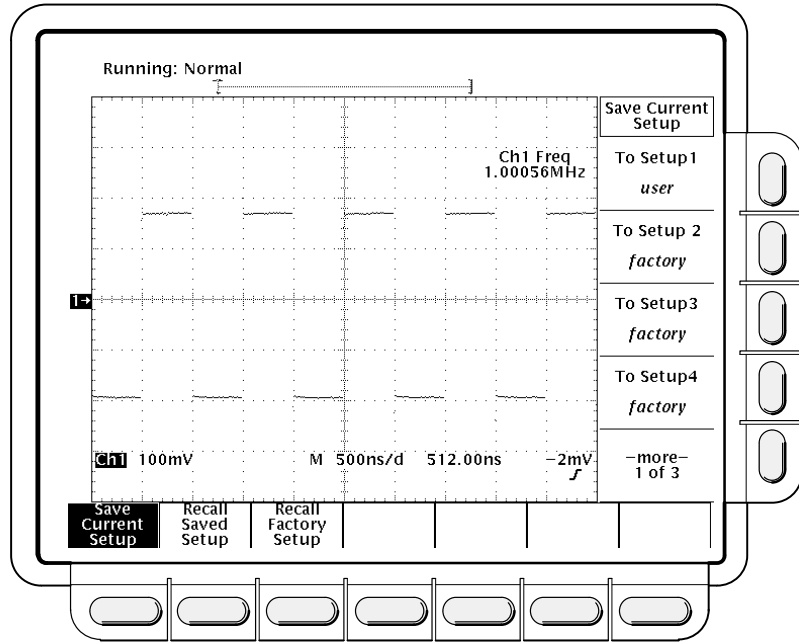 Running: Normal
Ch1 Freq
1.00056MHz
1→
Ch1 100mV M 500ns/d 512.00ns −2mV
Save Current
Setup
To Setup1
user
To Setup 2
factory
To Setup3
factory
To Setup4
factory
−more−
1 of 3
Save
Current
Setup
Recall
Saved
Setup
Recall
Factory
Setup